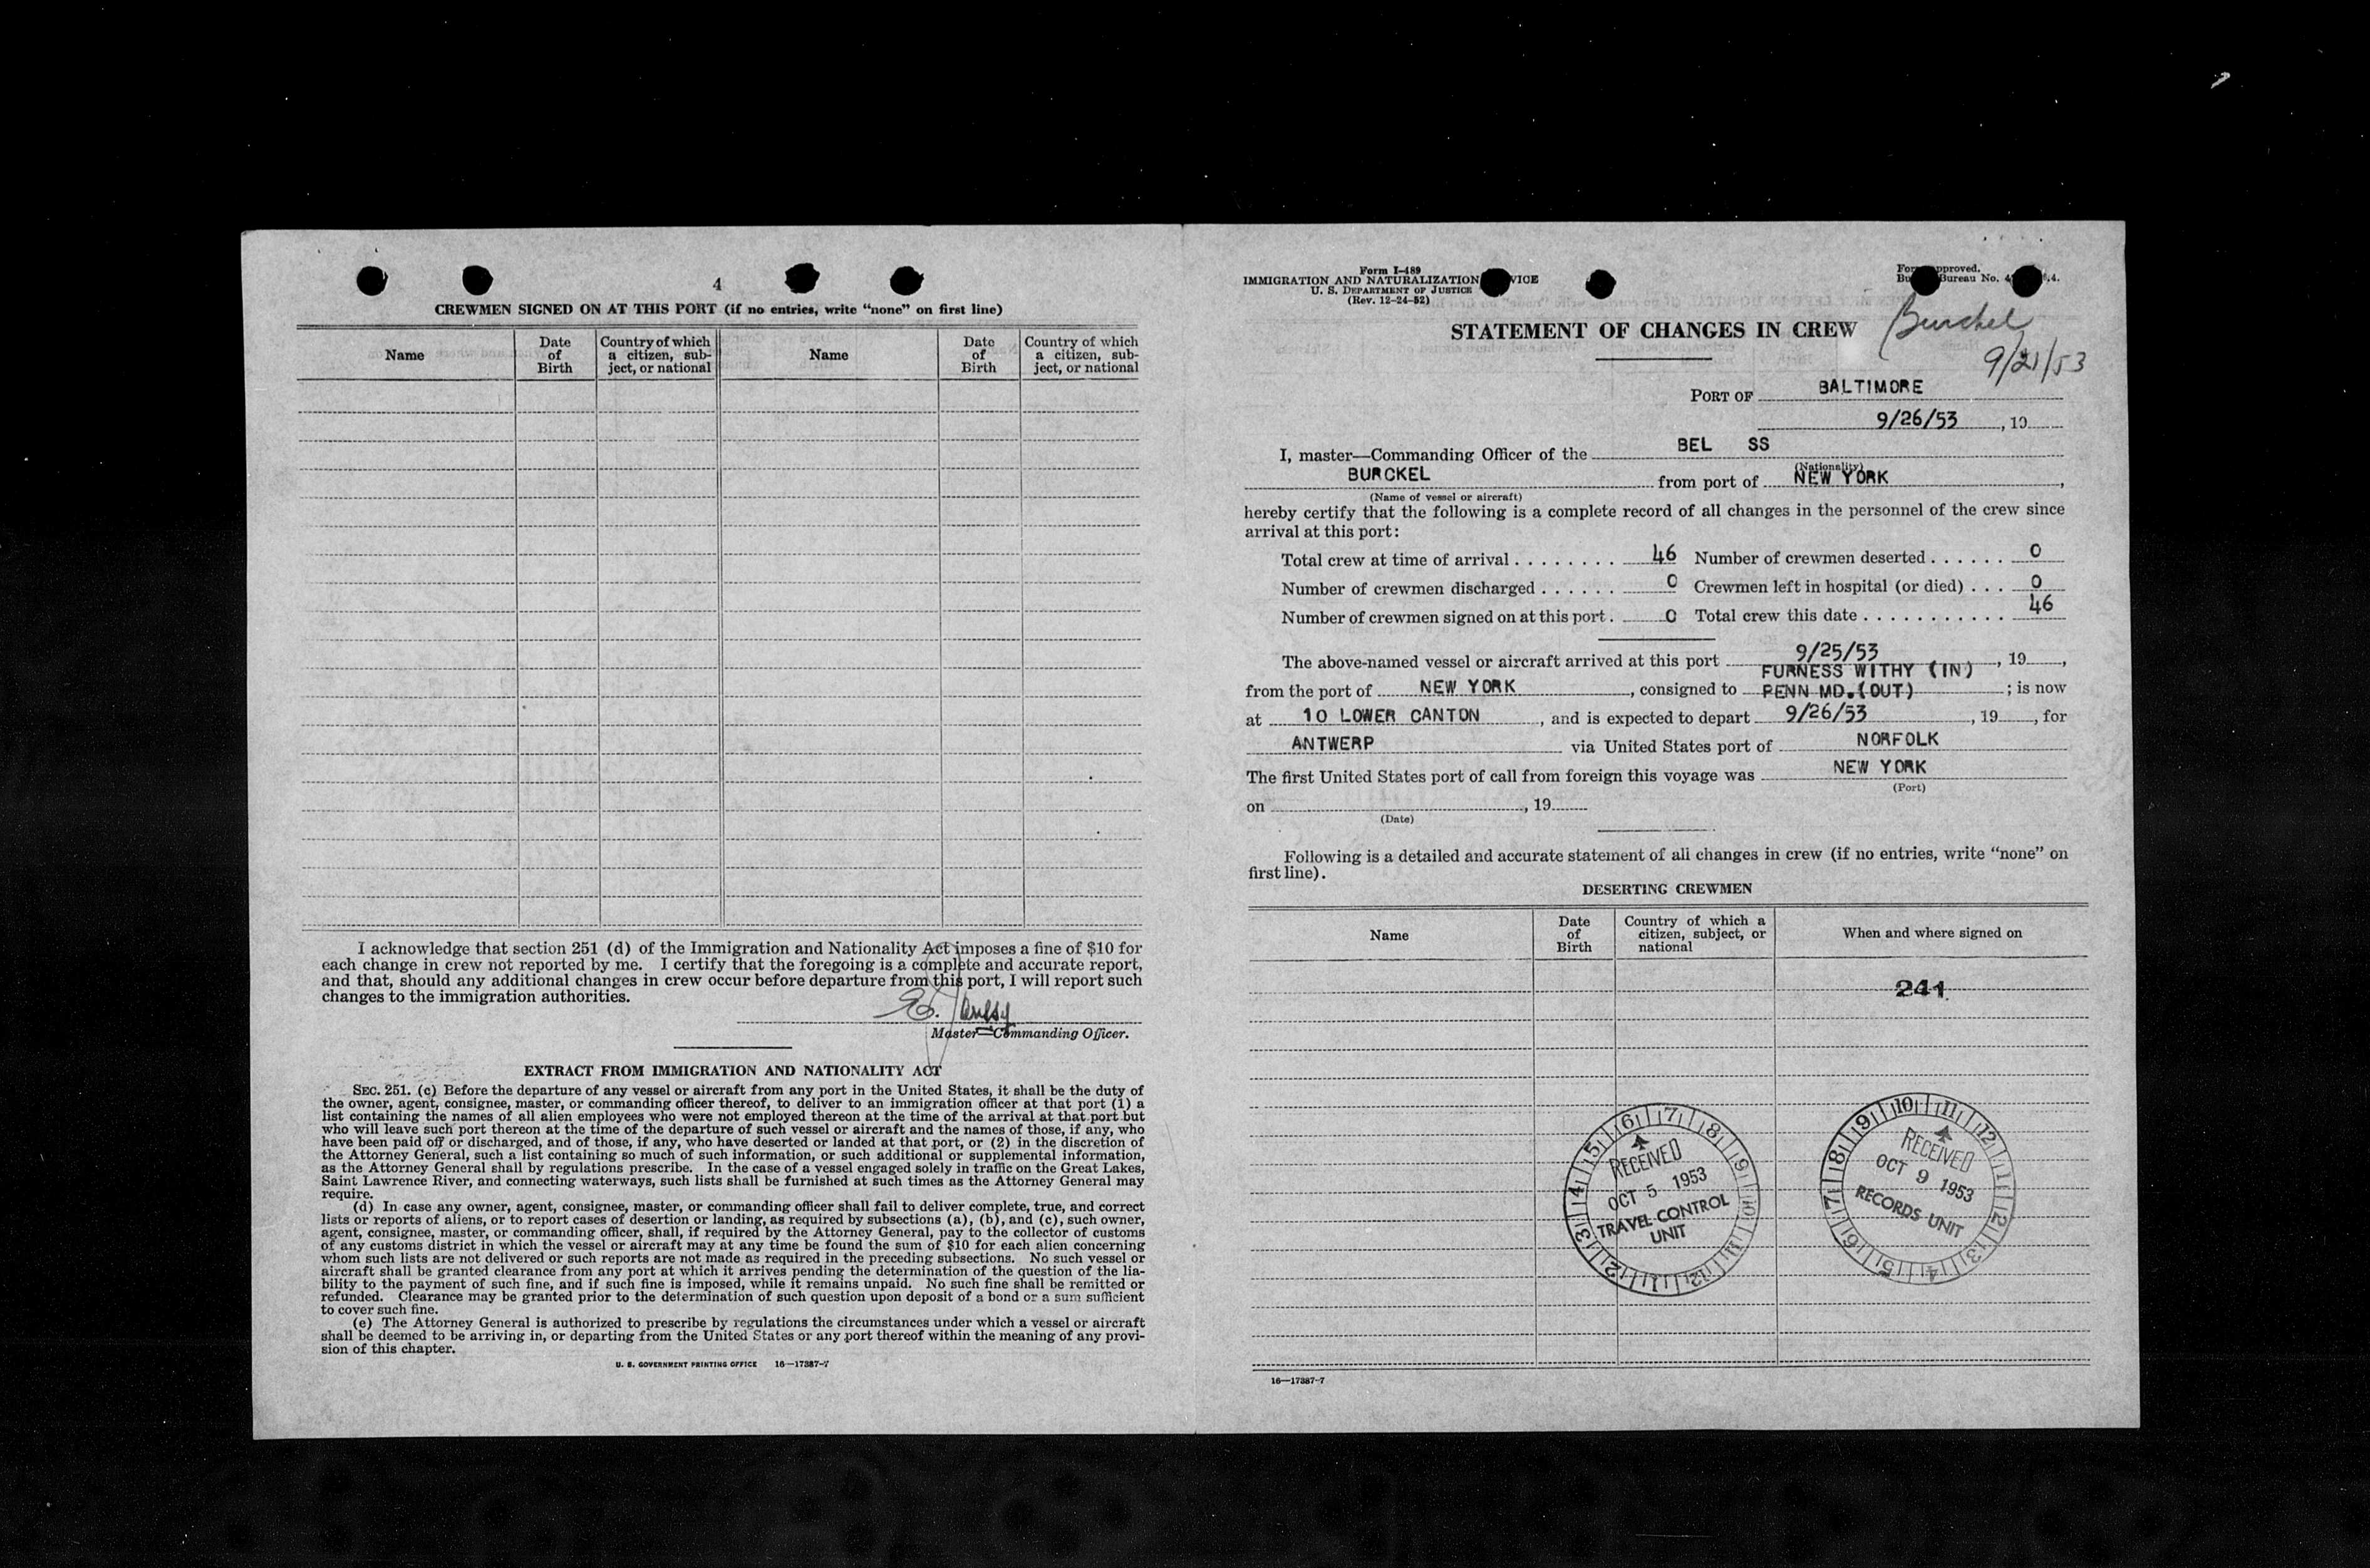 4
CREWMEN SIGNED ON AT THIS PORT (if no entries, write "none" on first line)
Name
Date of Birth
Country of which a citizen, sub-
ject, or national
Name
Date of Birth
Country of which a citizen, sub-
ject, or national
I acknowledge that section 251 (d) of the Immigration and Nationality Act imposes a fine of $10 for
each change in crew not reported by me. I certify that the foregoing is a complete and accurate report,
and that, should any additional changes in crew occur before departure from this port, I will report such
changes to the immigration authorities.
Master—Commanding Officer.
EXTRACT FROM IMMIGRATION AND NATIONALITY ACT
SEC. 251. (c) Before the departure of any vessel or aircraft from any port in the United States, it shall be the duty of
the owner, agent, consignee, master, or commanding officer thereof, to deliver to an immigration officer at that port (1) a
list containing the names of all alien employees who were not employed thereon at the time of the arrival at that port but
who will leave such port thereon at the time of the departure of such vessel or aircraft and the names of those, if any, who
have been paid off or discharged, and of those, if any, who have deserted or landed at that port, or (2) in the discretion of
the Attorney General, such a list containing so much of such information, or such additional or supplemental information,
as the Attorney General shall by regulations prescribe. In the case of a vessel engaged solely in traffic on the Great Lakes,
Saint Lawrence River, and connecting waterways, such lists shall be furnished at such times as the Attorney General may
require.
(d) In case any owner, agent, consignee, master, or commanding officer shall fail to deliver complete, true, and correct
lists or reports of aliens, or to report cases of desertion or landing, as required by subsections (a), (b), and (c), such owner,
agent, consignee, master, or commanding officer, shall, if required by the Attorney General, pay to the collector of customs
of any customs district in which the vessel or aircraft may at any time be found the sum of $10 for each alien concerning
whom such lists are not delivered or such reports are not made as required in the preceding subsections. No such vessel or
aircraft shall be granted clearance from any port at which it arrives pending the determination of the question of the lia-
bility to the payment of such fine, and if such fine is imposed, while it remains unpaid. No such fine shall be remitted or
refunded. Clearance may be granted prior to the determination of such question upon deposit of a bond or a sum sufficient
to cover such fine.
(e) The Attorney General is authorized to prescribe by regulations the circumstances under which a vessel or aircraft
shall be deemed to be arriving in, or departing from the United States or any port thereof within the meaning of any provi-
sion of this chapter.
U. S. GOVERNMENT PRINTING OFFICE 16—17387-7
Form I-489
IMMIGRATION AND NATURALIZATION
U. S. DEPARTMENT OF JUSTICE
(Rev. 12-24-52)
Bureau No.
STATEMENT OF CHANGES IN CREW
Burckel
9/21/53
PORT OF BALTIMORE
9/26/53, 19
I, master—Commanding Officer of the BEL SS
(Nationality)
BURCKEL from port of NEW YORK,
(Name of vessel or aircraft)
hereby certify that the following is a complete record of all changes in the personnel of the crew since
arrival at this port:
Total crew at time of arrival 46 Number of crewmen deserted 0
Number of crewmen discharged 0 Crewmen left in hospital (or died) 0
Number of crewmen signed on at this port 0 Total crew this date 46
The above-named vessel or aircraft arrived at this port 9/25/53, 19,
FURNESS WITHY (IN)
from the port of NEW YORK, consigned to PENN MD.(OUT); is now
at 10 LOWER CANTON, and is expected to depart 9/26/53, 19, for
ANTWERP via United States port of NORFOLK
The first United States port of call from foreign this voyage was NEW YORK
(Port)
on , 19
(Date)
Following is a detailed and accurate statement of all changes in crew (if no entries, write "none" on
first line).
DESERTING CREWMEN
Name
Date of Birth
Country of which a citizen, subject, or national
When and where signed on
241
RECEIVED
OCT 5 1953
TRAVEL CONTROL
UNIT
RECEIVED
OCT 9 1953
RECORDS UNIT
16—17387-7